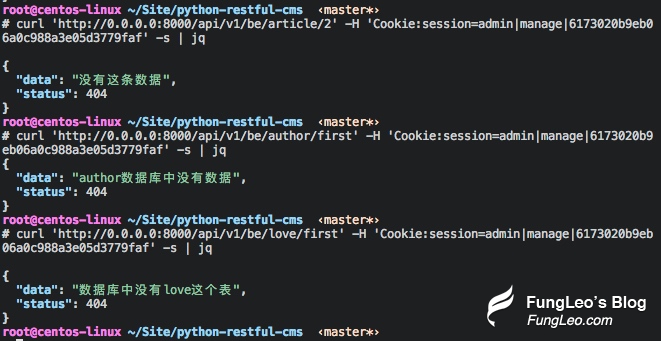 root@centos-linux ~/Site/python-restful-cms ‹master*›
# curl 'http://0.0.0.0:8000/api/v1/be/article/2' -H 'Cookie:session=admin|manage|6173020b9eb0
6a0c988a3e05d3779faf' -s | jq
{
"data": "没有这条数据",
"status": 404
}
root@centos-linux ~/Site/python-restful-cms ‹master*›
# curl 'http://0.0.0.0:8000/api/v1/be/author/first' -H 'Cookie:session=admin|manage|6173020b9
eb06a0c988a3e05d3779faf' -s | jq
{
"data": "author数据库中没有数据",
"status": 404
}
root@centos-linux ~/Site/python-restful-cms ‹master*›
# curl 'http://0.0.0.0:8000/api/v1/be/love/first' -H 'Cookie:session=admin|manage|6173020b9eb
06a0c988a3e05d3779faf' -s | jq
{
"data": "数据库中没有love这个表",
"status": 404
}
root@centos-linux ~/Site/python-restful-cms ‹master*›
FungLeo's Blog
FungLeo.com